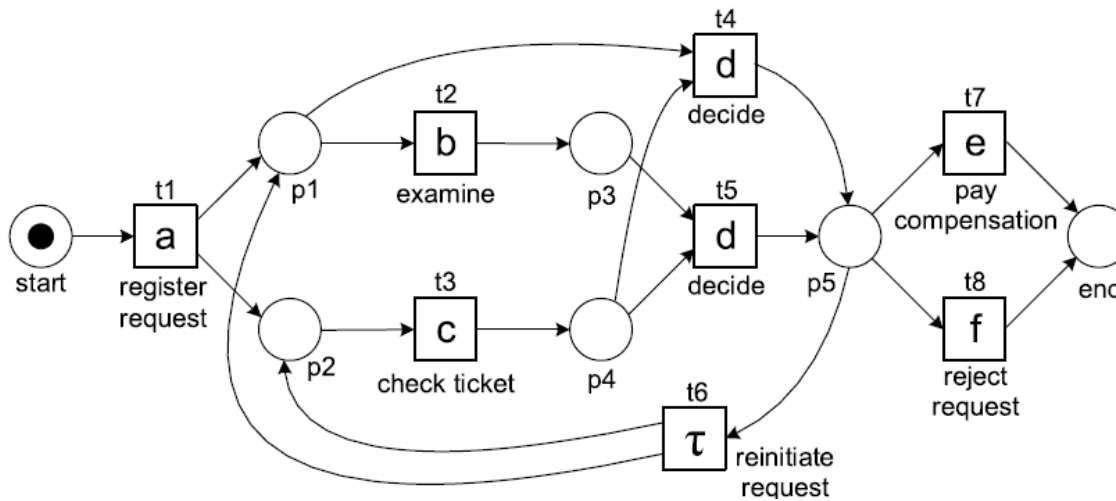 t4
d
decide
t2
b
examine
p1
p3
t7
e
pay
compensation
t1
a
register
request
start
t5
d
decide
p5
end
t3
c
check ticket
p2
p4
t8
f
reject
request
t6
τ
reinitiate
request